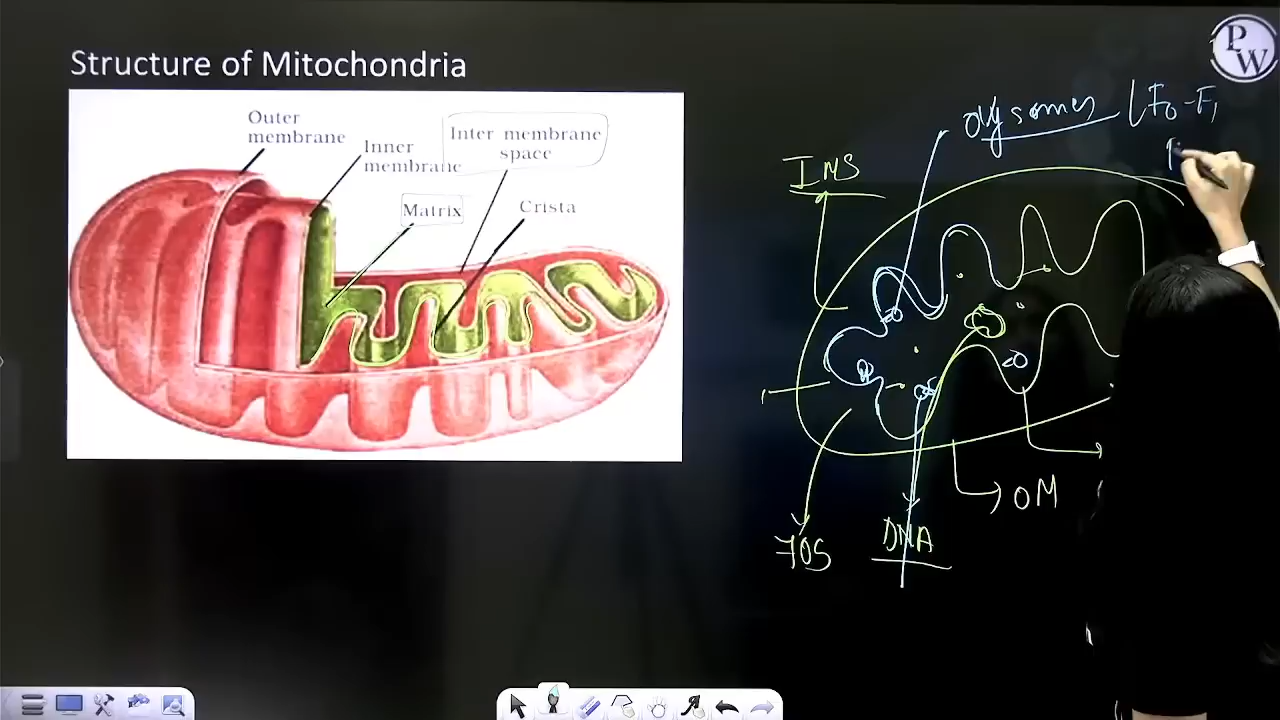 Structure of Mitochondria
Outer
membrane
Inner
membrane
Inter membrane
space
Matrix
Crista
PW
Oxysomes (F0-F1
IMS
OM
70S
DNA